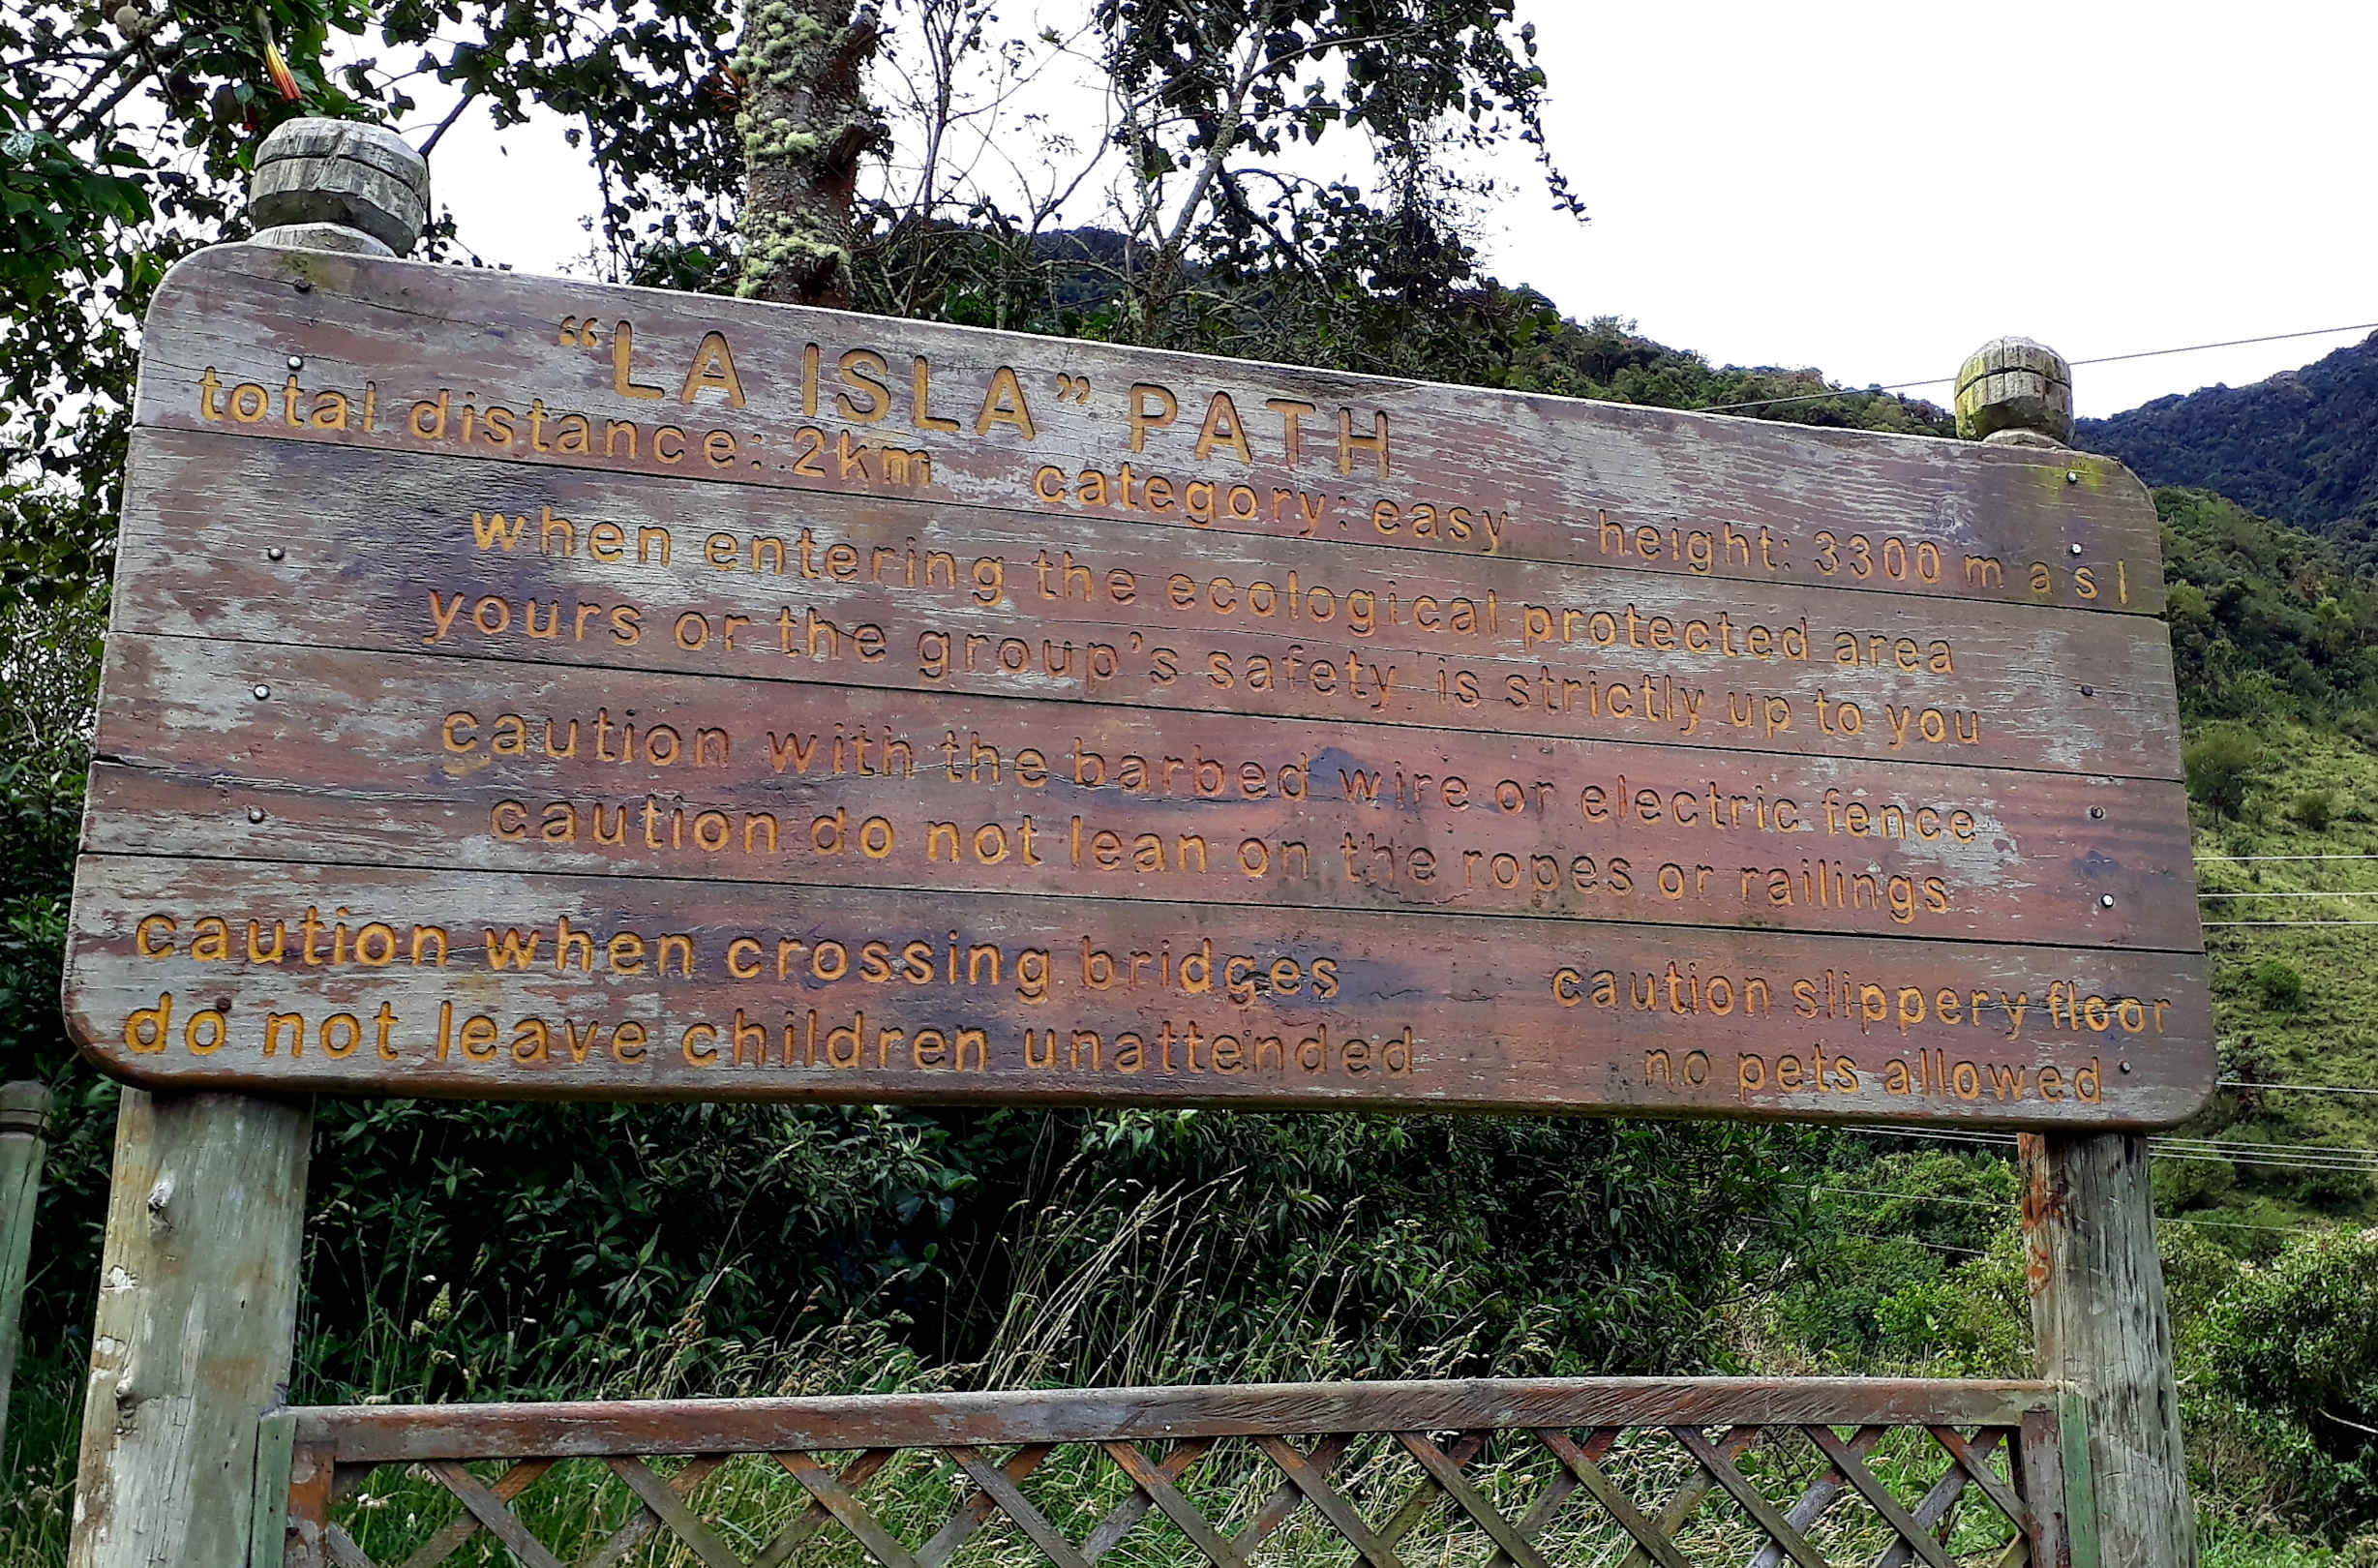 “LA ISLA” PATH
total distance: 2km category: easy height: 3300 m a s l
when entering the ecological protected area
yours or the group's safety is strictly up to you
caution with the barbed wire or electric fence
caution do not lean on the ropes or railings
caution when crossing bridges caution slippery floor
do not leave children unattended no pets allowed